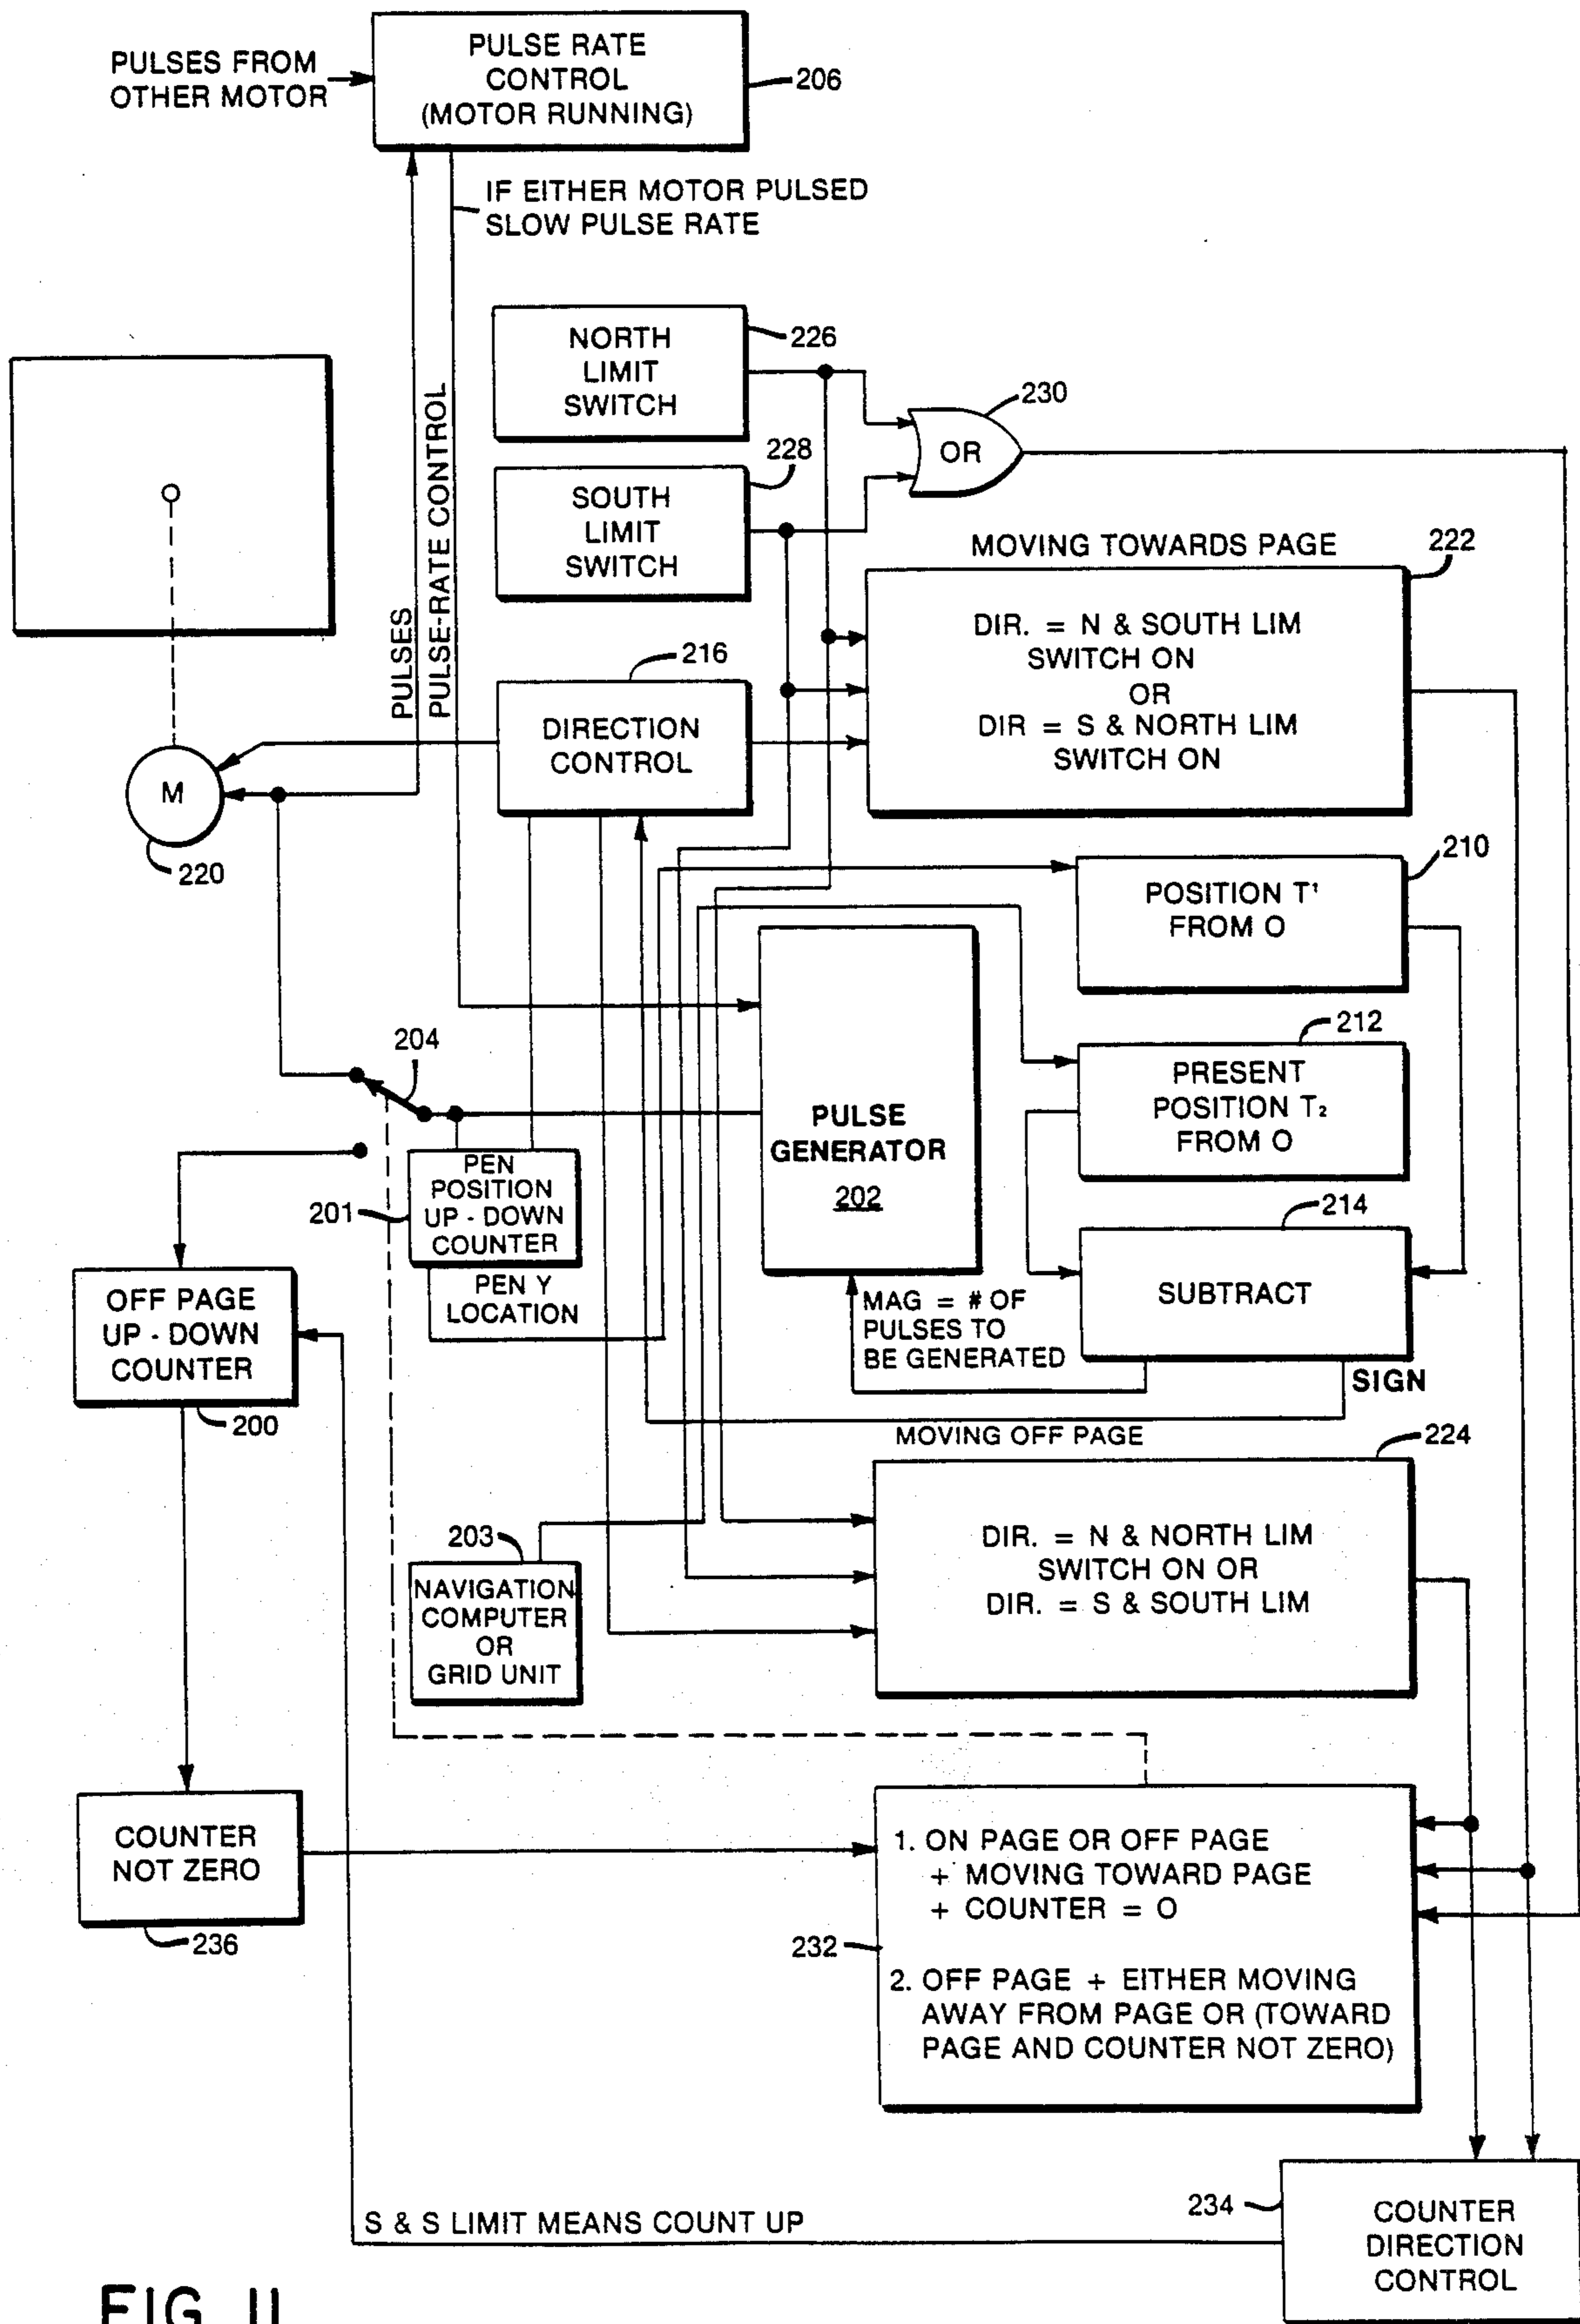 PULSES FROM
OTHER MOTOR
PULSE RATE
CONTROL
(MOTOR RUNNING)
206
IF EITHER MOTOR PULSED
SLOW PULSE RATE
PULSES
PULSE-RATE CONTROL
NORTH
LIMIT
SWITCH
226
SOUTH
LIMIT
SWITCH
228
OR
230
MOVING TOWARDS PAGE
222
DIR. = N & SOUTH LIM
SWITCH ON
OR
DIR = S & NORTH LIM
SWITCH ON
216
DIRECTION
CONTROL
M
220
210
POSITION T¹
FROM O
212
PRESENT
POSITION T₂
FROM O
204
PULSE
GENERATOR
202
PEN
POSITION
UP - DOWN
COUNTER
201
PEN Y
LOCATION
214
SUBTRACT
MAG = # OF
PULSES TO
BE GENERATED
SIGN
OFF PAGE
UP - DOWN
COUNTER
200
MOVING OFF PAGE
224
DIR. = N & NORTH LIM
SWITCH ON OR
DIR. = S & SOUTH LIM
203
NAVIGATION
COMPUTER
OR
GRID UNIT
COUNTER
NOT ZERO
236
1. ON PAGE OR OFF PAGE
+ MOVING TOWARD PAGE
+ COUNTER = O
232
2. OFF PAGE + EITHER MOVING
AWAY FROM PAGE OR (TOWARD
PAGE AND COUNTER NOT ZERO)
S & S LIMIT MEANS COUNT UP
234
COUNTER
DIRECTION
CONTROL
FIG. 11